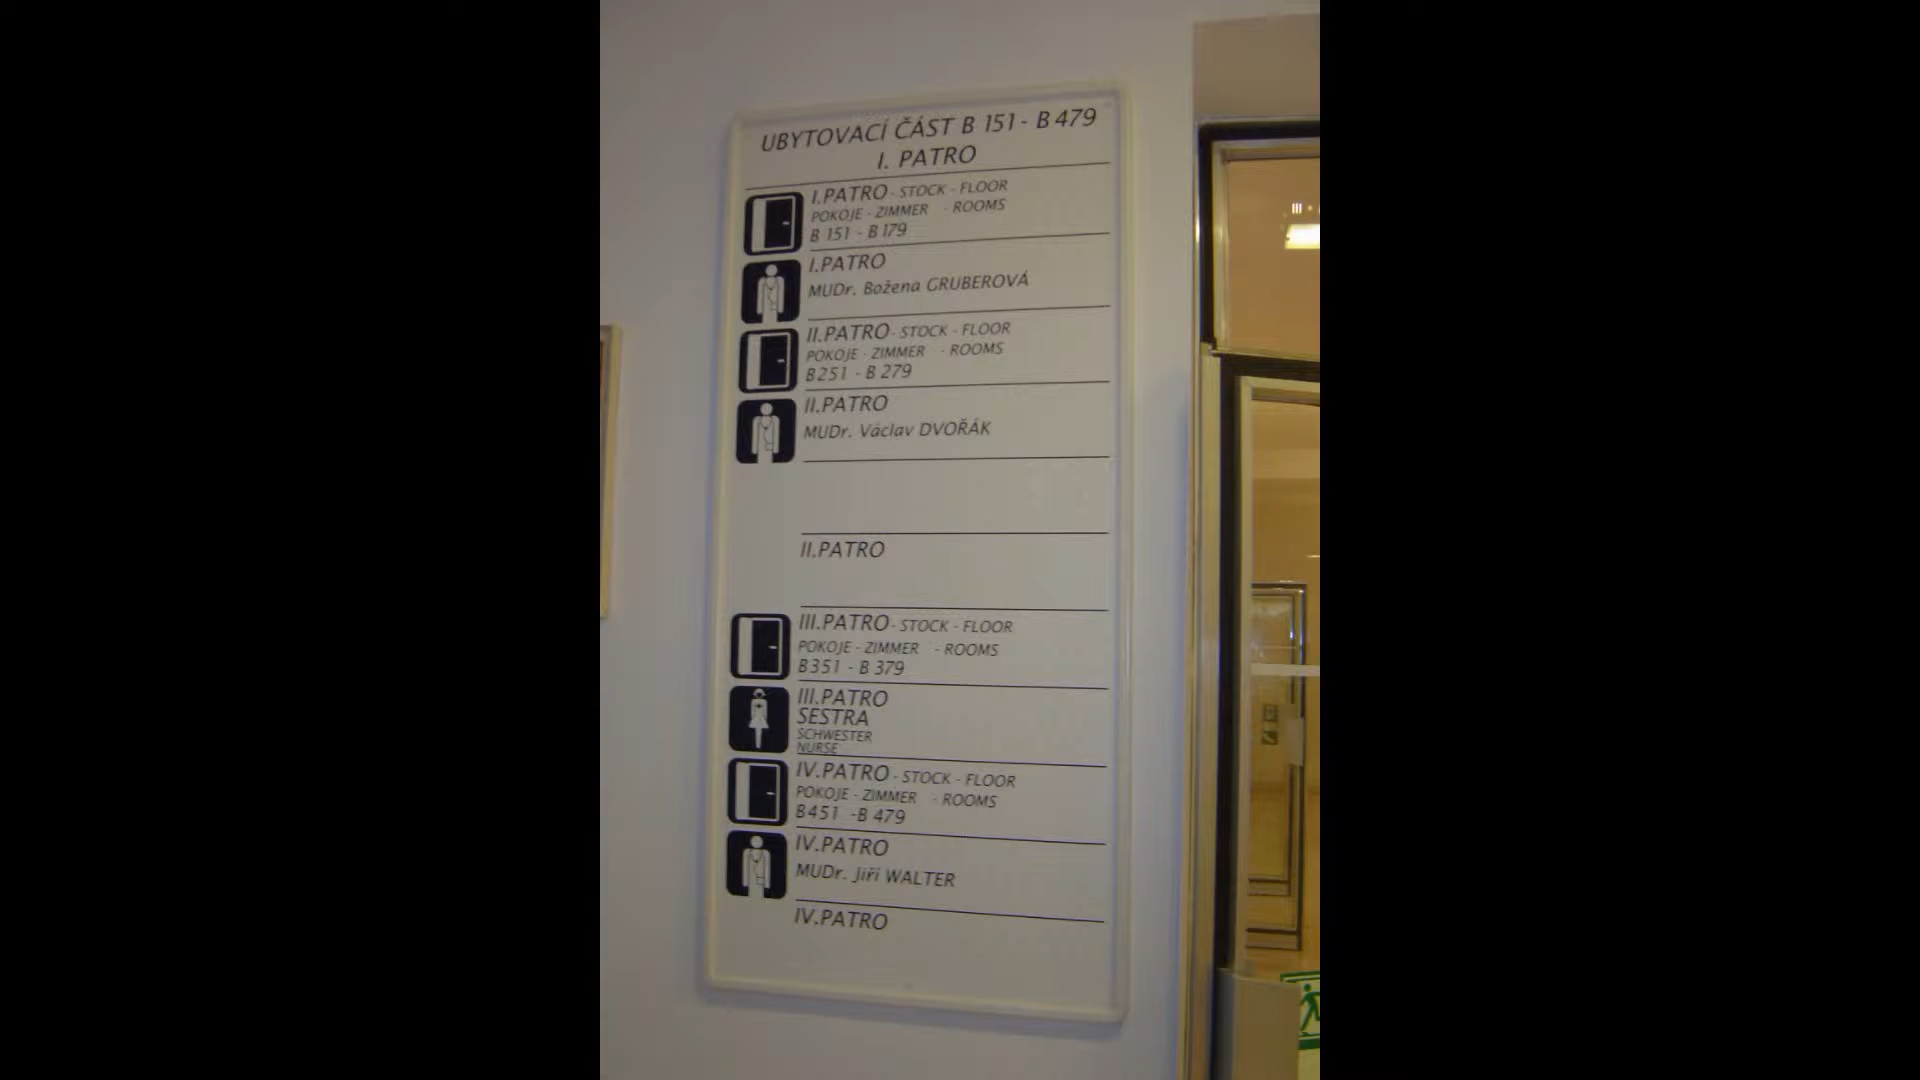 UBYTOVACÍ ČÁST B 151 - B 479
I. PATRO
I.PATRO - STOCK - FLOOR
POKOJE - ZIMMER - ROOMS
B 151 - B 179
I.PATRO
MUDr. Božena GRUBEROVÁ
II.PATRO - STOCK - FLOOR
POKOJE - ZIMMER - ROOMS
B 251 - B 279
II.PATRO
MUDr. Václav DVOŘÁK
II.PATRO
III.PATRO - STOCK - FLOOR
POKOJE - ZIMMER - ROOMS
B 351 - B 379
III.PATRO
SESTRA
SCHWESTER
NURSE
IV.PATRO - STOCK - FLOOR
POKOJE - ZIMMER - ROOMS
B 451 - B 479
IV.PATRO
MUDr. Jiří WALTER
IV.PATRO